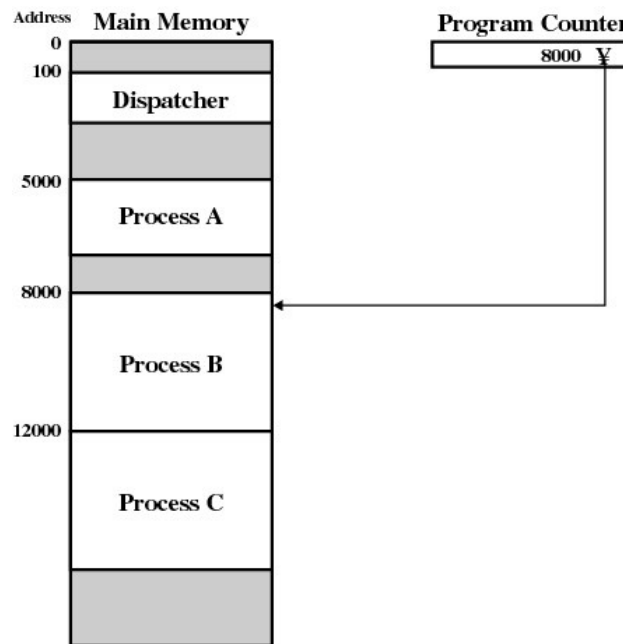 Address
Main Memory
Program Counter
0
8000 ¥
100
Dispatcher
5000
Process A
8000
Process B
12000
Process C